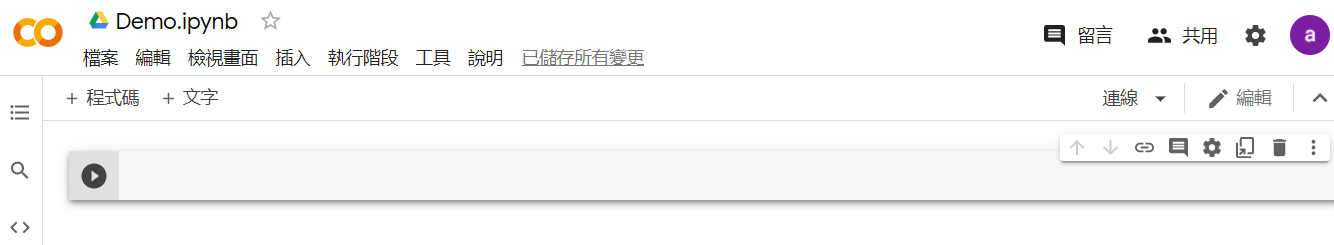 Demo.ipynb
留言 共用 a
檔案 編輯 檢視畫面 插入 執行階段 工具 說明 已儲存所有變更
+ 程式碼 + 文字 連線 編輯